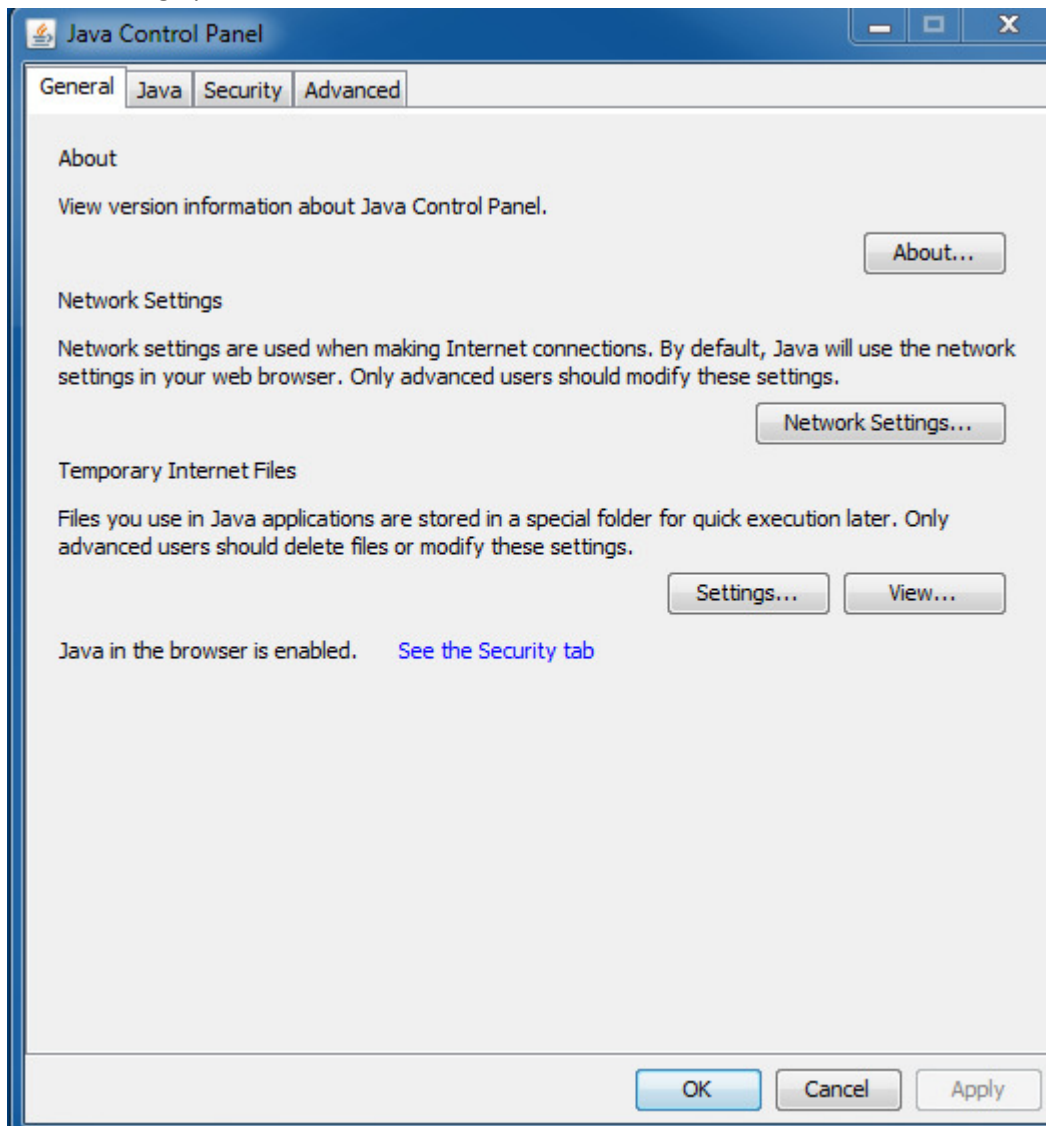 Java Control Panel
General Java Security Advanced
About
View version information about Java Control Panel.
About...
Network Settings
Network settings are used when making Internet connections. By default, Java will use the network
settings in your web browser. Only advanced users should modify these settings.
Network Settings...
Temporary Internet Files
Files you use in Java applications are stored in a special folder for quick execution later. Only
advanced users should delete files or modify these settings.
Settings... View...
Java in the browser is enabled. See the Security tab
OK Cancel Apply